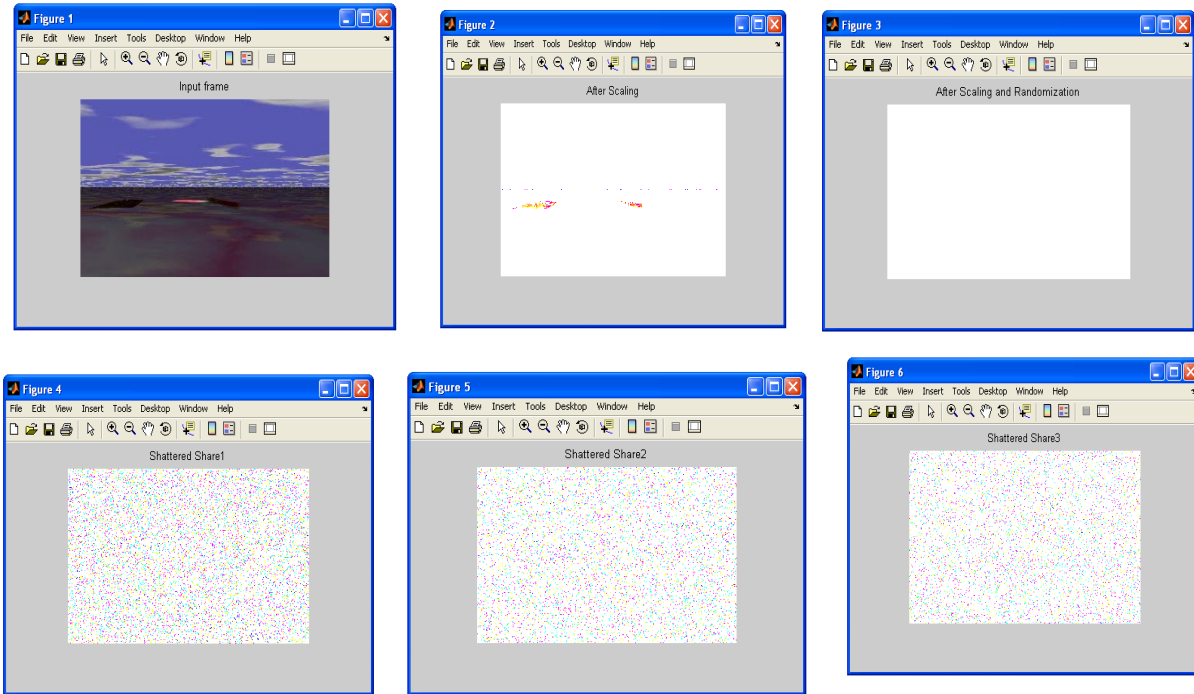 Figure 1
File Edit View Insert Tools Desktop Window Help
Input frame
Figure 2
File Edit View Insert Tools Desktop Window Help
After Scaling
Figure 3
File Edit View Insert Tools Desktop Window Help
After Scaling and Randomization
Figure 4
File Edit View Insert Tools Desktop Window Help
Shattered Share1
Figure 5
File Edit View Insert Tools Desktop Window Help
Shattered Share2
Figure 6
File Edit View Insert Tools Desktop Window Help
Shattered Share3